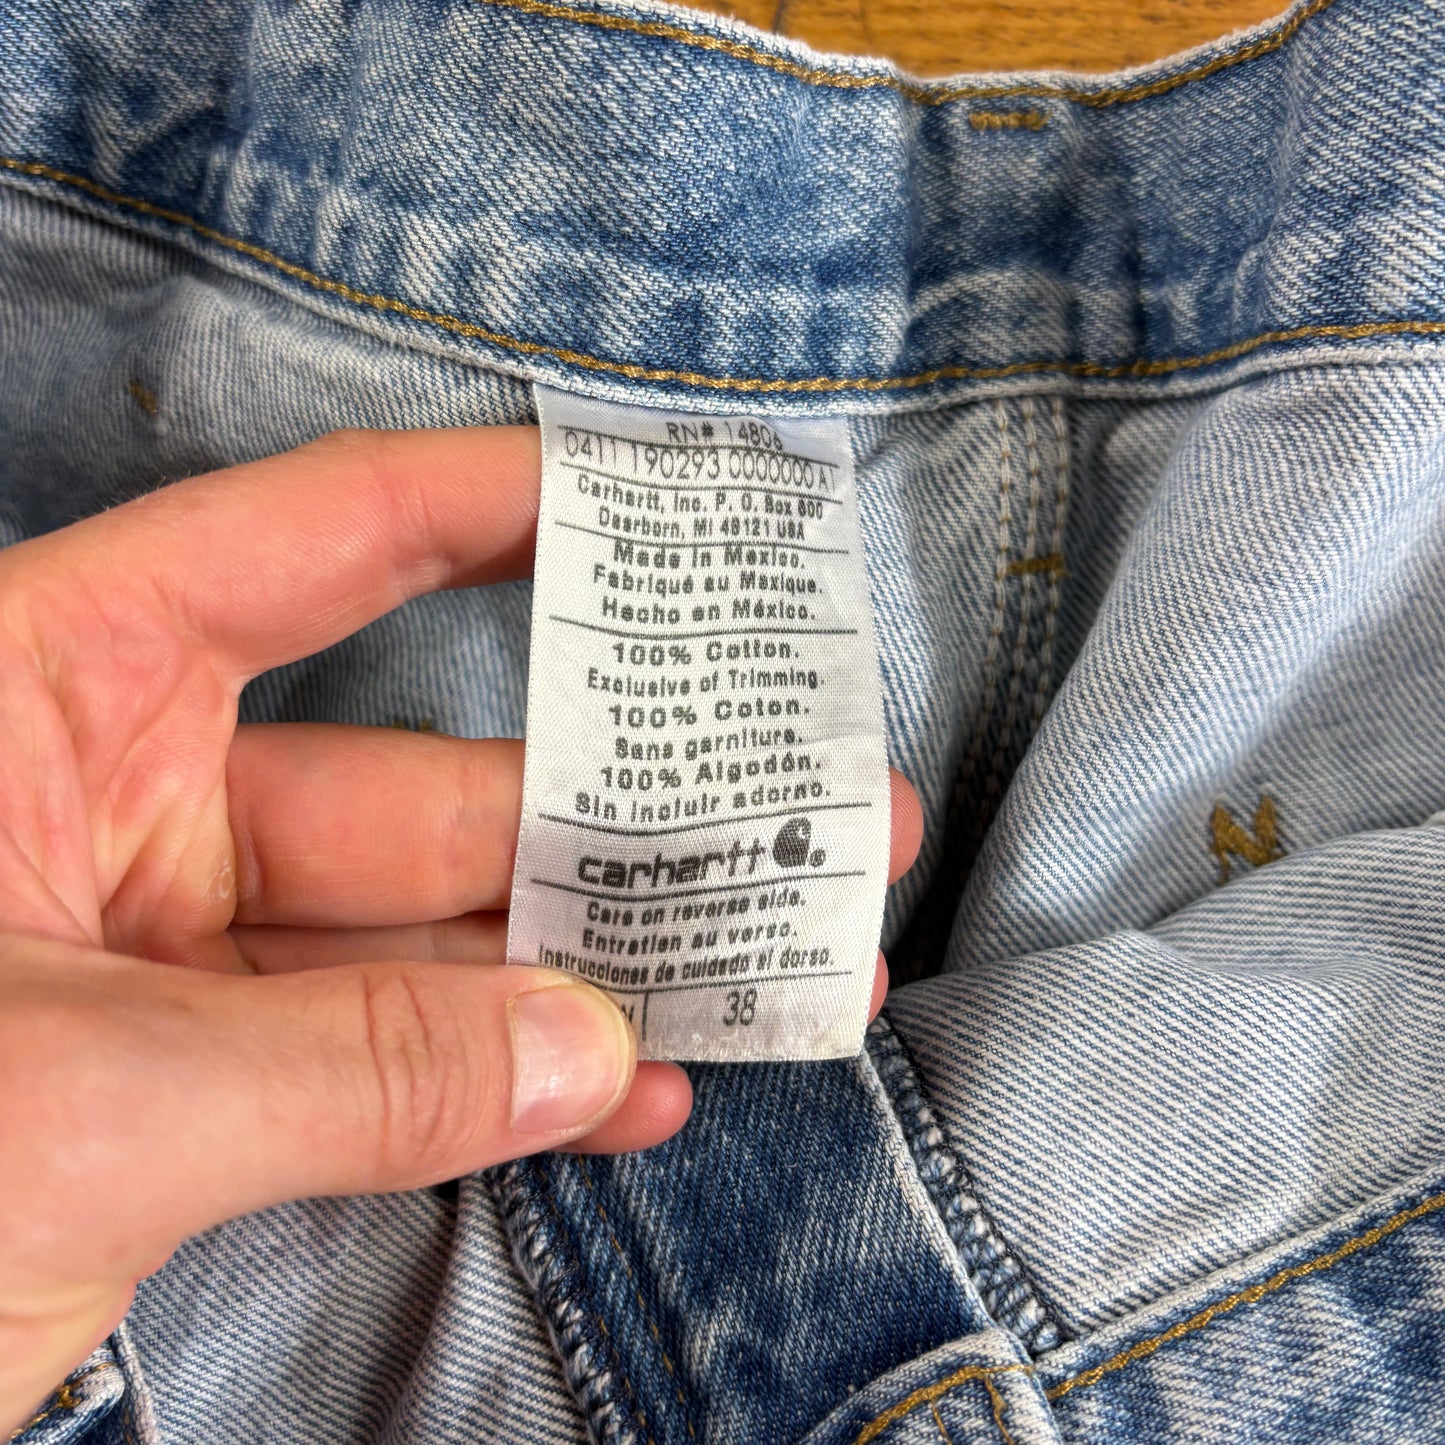 RN# 14806
0411 190293 0000000 A
Carhartt, Inc. P. O. Box 600
Dearborn, MI 48121 USA
Made in Mexico.
Fabriqué au Mexique.
Hecho en México.
100% Cotton.
Exclusive of Trimming.
100% Coton.
Sans garniture.
100% Algodón.
Sin incluir adorno.
carhartt ®
Care on reverse side.
Entretien au verso.
Instrucciones de cuidado al dorso.
38